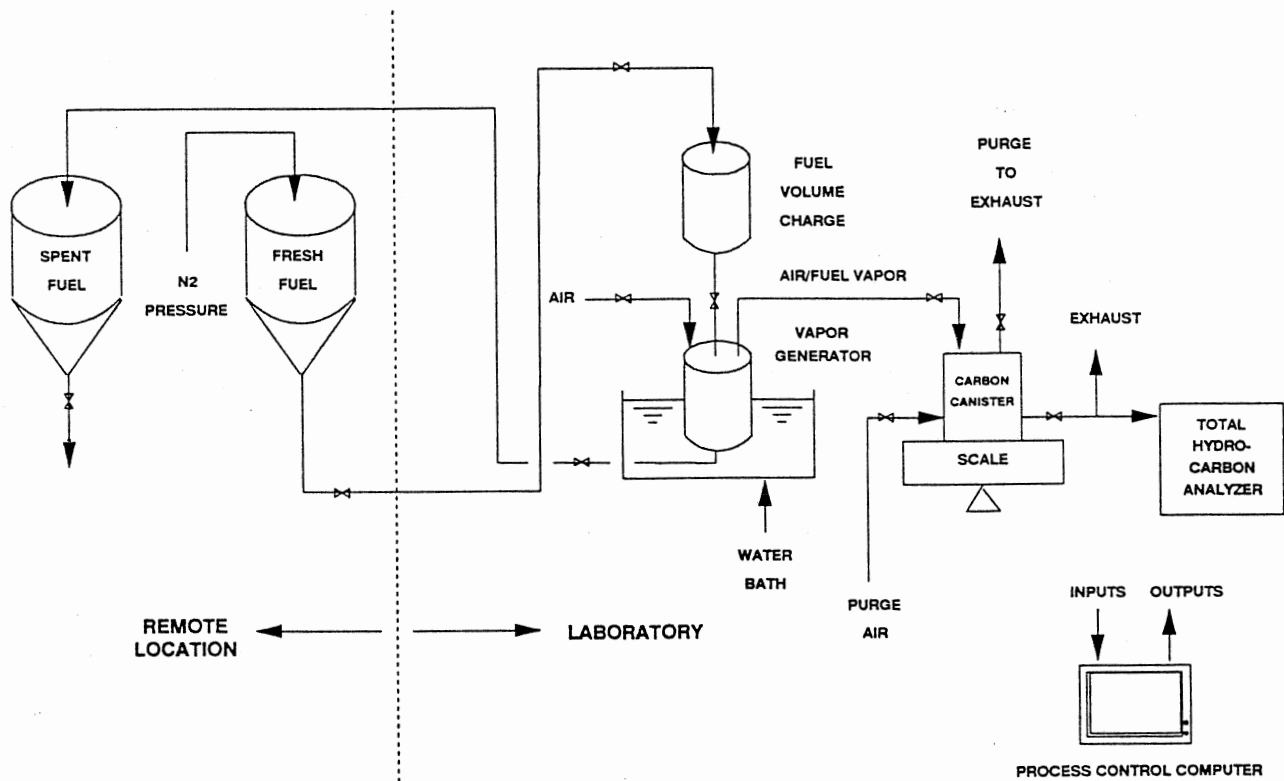 PURGE
TO
EXHAUST
FUEL
VOLUME
CHARGE
SPENT
FUEL
N2
PRESSURE
FRESH
FUEL
AIR/FUEL VAPOR
AIR
VAPOR
GENERATOR
EXHAUST
CARBON
CANISTER
SCALE
TOTAL
HYDRO-
CARBON
ANALYZER
WATER
BATH
PURGE
AIR
INPUTS
OUTPUTS
REMOTE
LOCATION
LABORATORY
PROCESS CONTROL COMPUTER